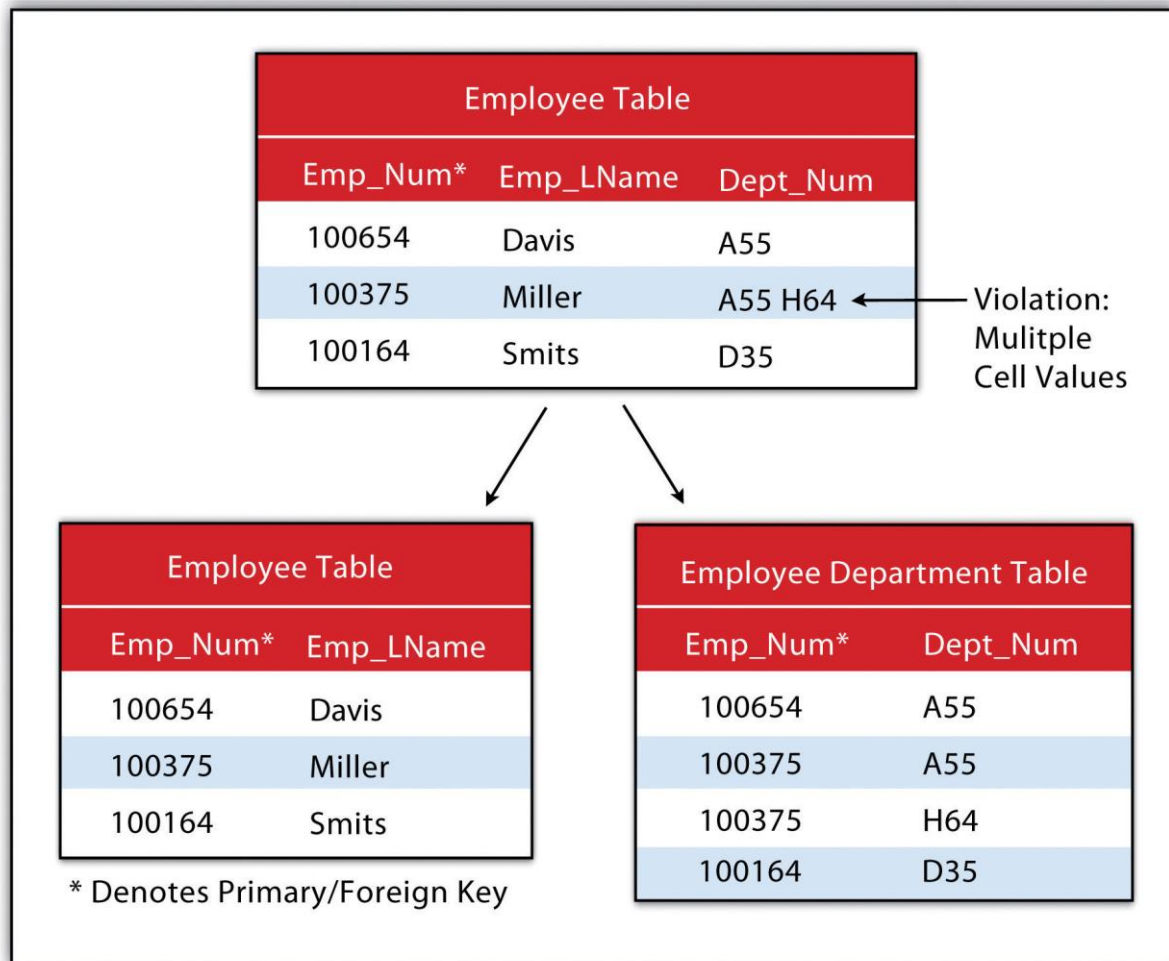 Employee Table
Emp_Num* Emp_LName Dept_Num
100654 Davis A55
100375 Miller A55 H64
100164 Smits D35
Violation:
Mulitple
Cell Values
Employee Table
Emp_Num* Emp_LName
100654 Davis
100375 Miller
100164 Smits
* Denotes Primary/Foreign Key
Employee Department Table
Emp_Num* Dept_Num
100654 A55
100375 A55
100375 H64
100164 D35